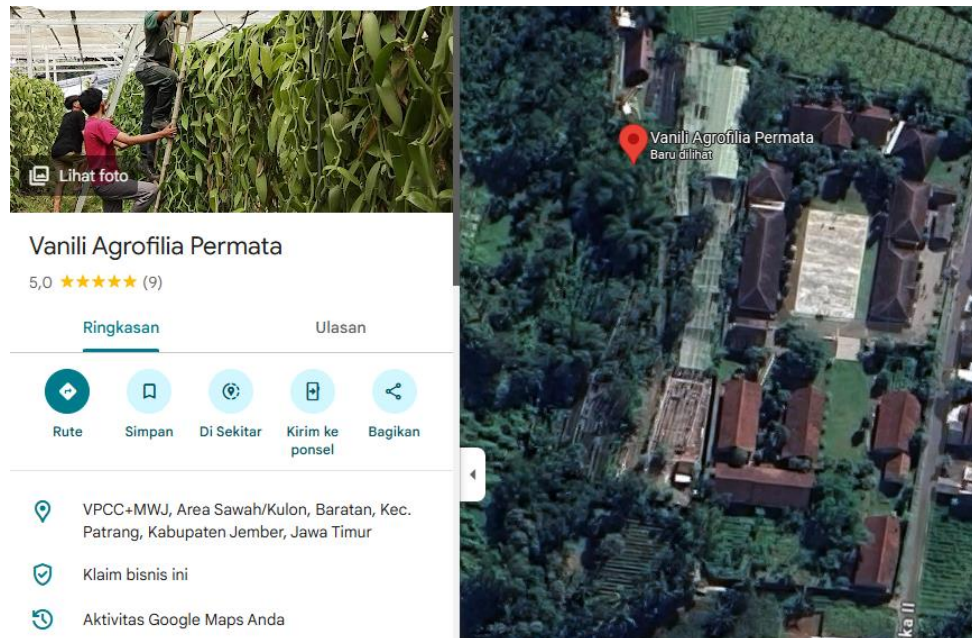 Lihat foto
Vanili Agrofilia Permata
5,0 ★★★★★ (9)
Ringkasan
Ulasan
Rute
Simpan
Di Sekitar
Kirim ke
ponsel
Bagikan
VPCC+MWJ, Area Sawah/Kulon, Baratan, Kec.
Patrang, Kabupaten Jember, Jawa Timur
Klaim bisnis ini
Aktivitas Google Maps Anda
Vanili Agrofilia Permata
Baru dilihat
ka II